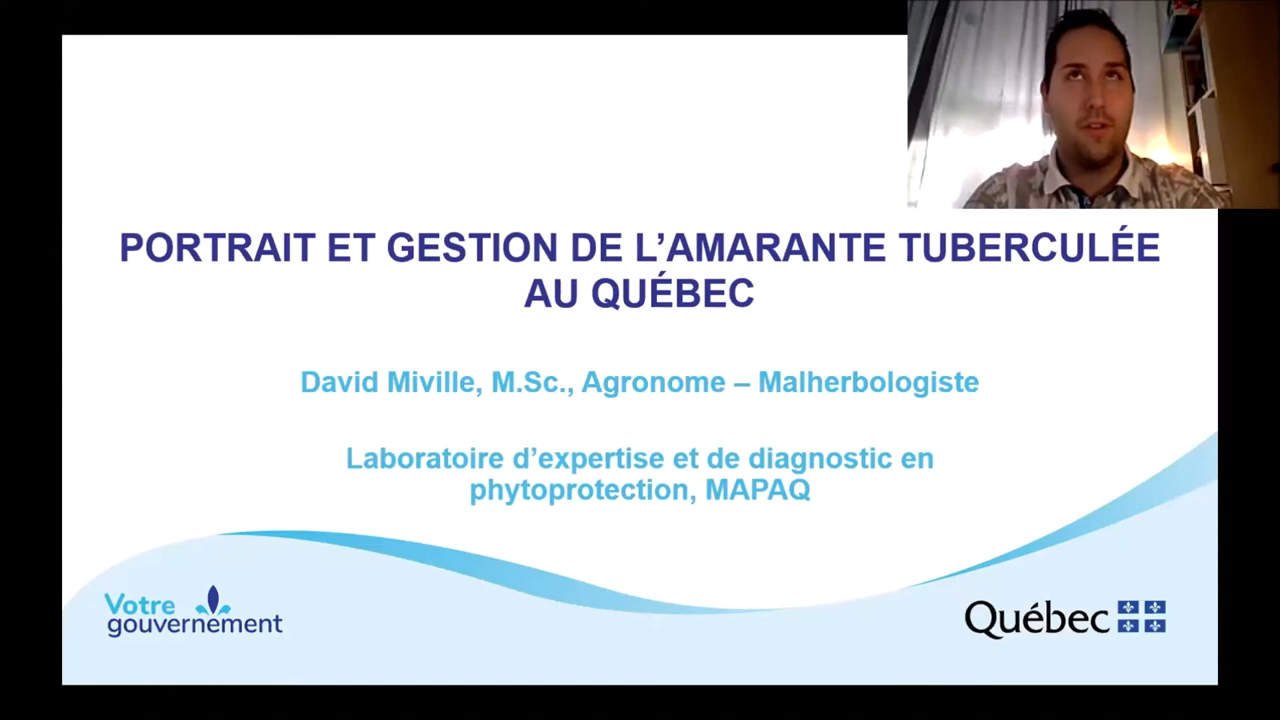 PORTRAIT ET GESTION DE L’AMARANTE TUBERCULÉE
AU QUÉBEC
David Miville, M.Sc., Agronome – Malherbologiste
Laboratoire d’expertise et de diagnostic en
phytoprotection, MAPAQ
Votre
gouvernement
Québec